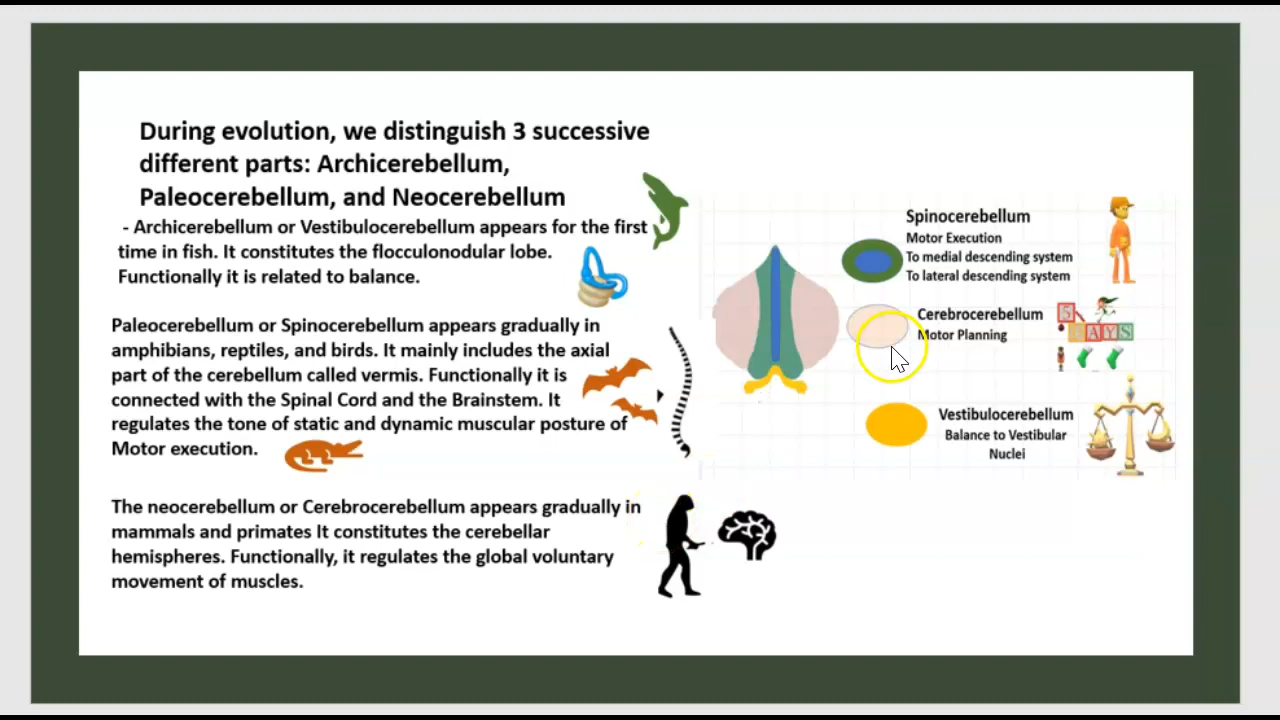 During evolution, we distinguish 3 successive
different parts: Archicerebellum,
Paleocerebellum, and Neocerebellum
- Archicerebellum or Vestibulocerebellum appears for the first
time in fish. It constitutes the flocculonodular lobe.
Functionally it is related to balance.
Paleocerebellum or Spinocerebellum appears gradually in
amphibians, reptiles, and birds. It mainly includes the axial
part of the cerebellum called vermis. Functionally it is
connected with the Spinal Cord and the Brainstem. It
regulates the tone of static and dynamic muscular posture of
Motor execution.
The neocerebellum or Cerebrocerebellum appears gradually in
mammals and primates It constitutes the cerebellar
hemispheres. Functionally, it regulates the global voluntary
movement of muscles.
Spinocerebellum
Motor Execution
To medial descending system
To lateral descending system
Cerebrocerebellum
Motor Planning
5
DAYS
Vestibulocerebellum
Balance to Vestibular
Nuclei